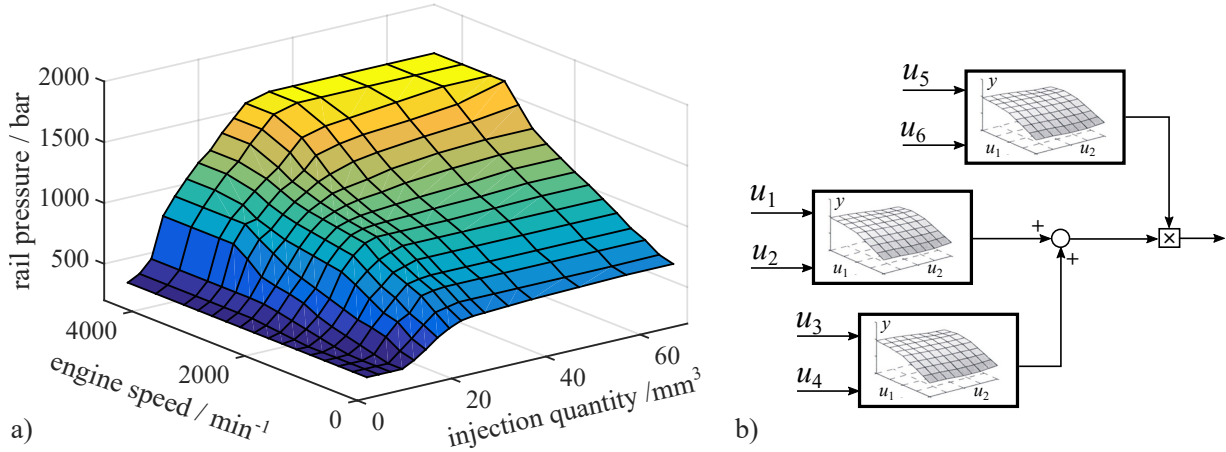 2000
1500
1000
500
rail pressure / bar
4000
2000
0
engine speed / min⁻¹
0
20
40
60
injection quantity /mm³
a)
u₅
u₆
y
u₁
u₂
u₁
u₂
y
u₁
u₂
+
+
×
u₃
u₄
y
u₁
u₂
b)